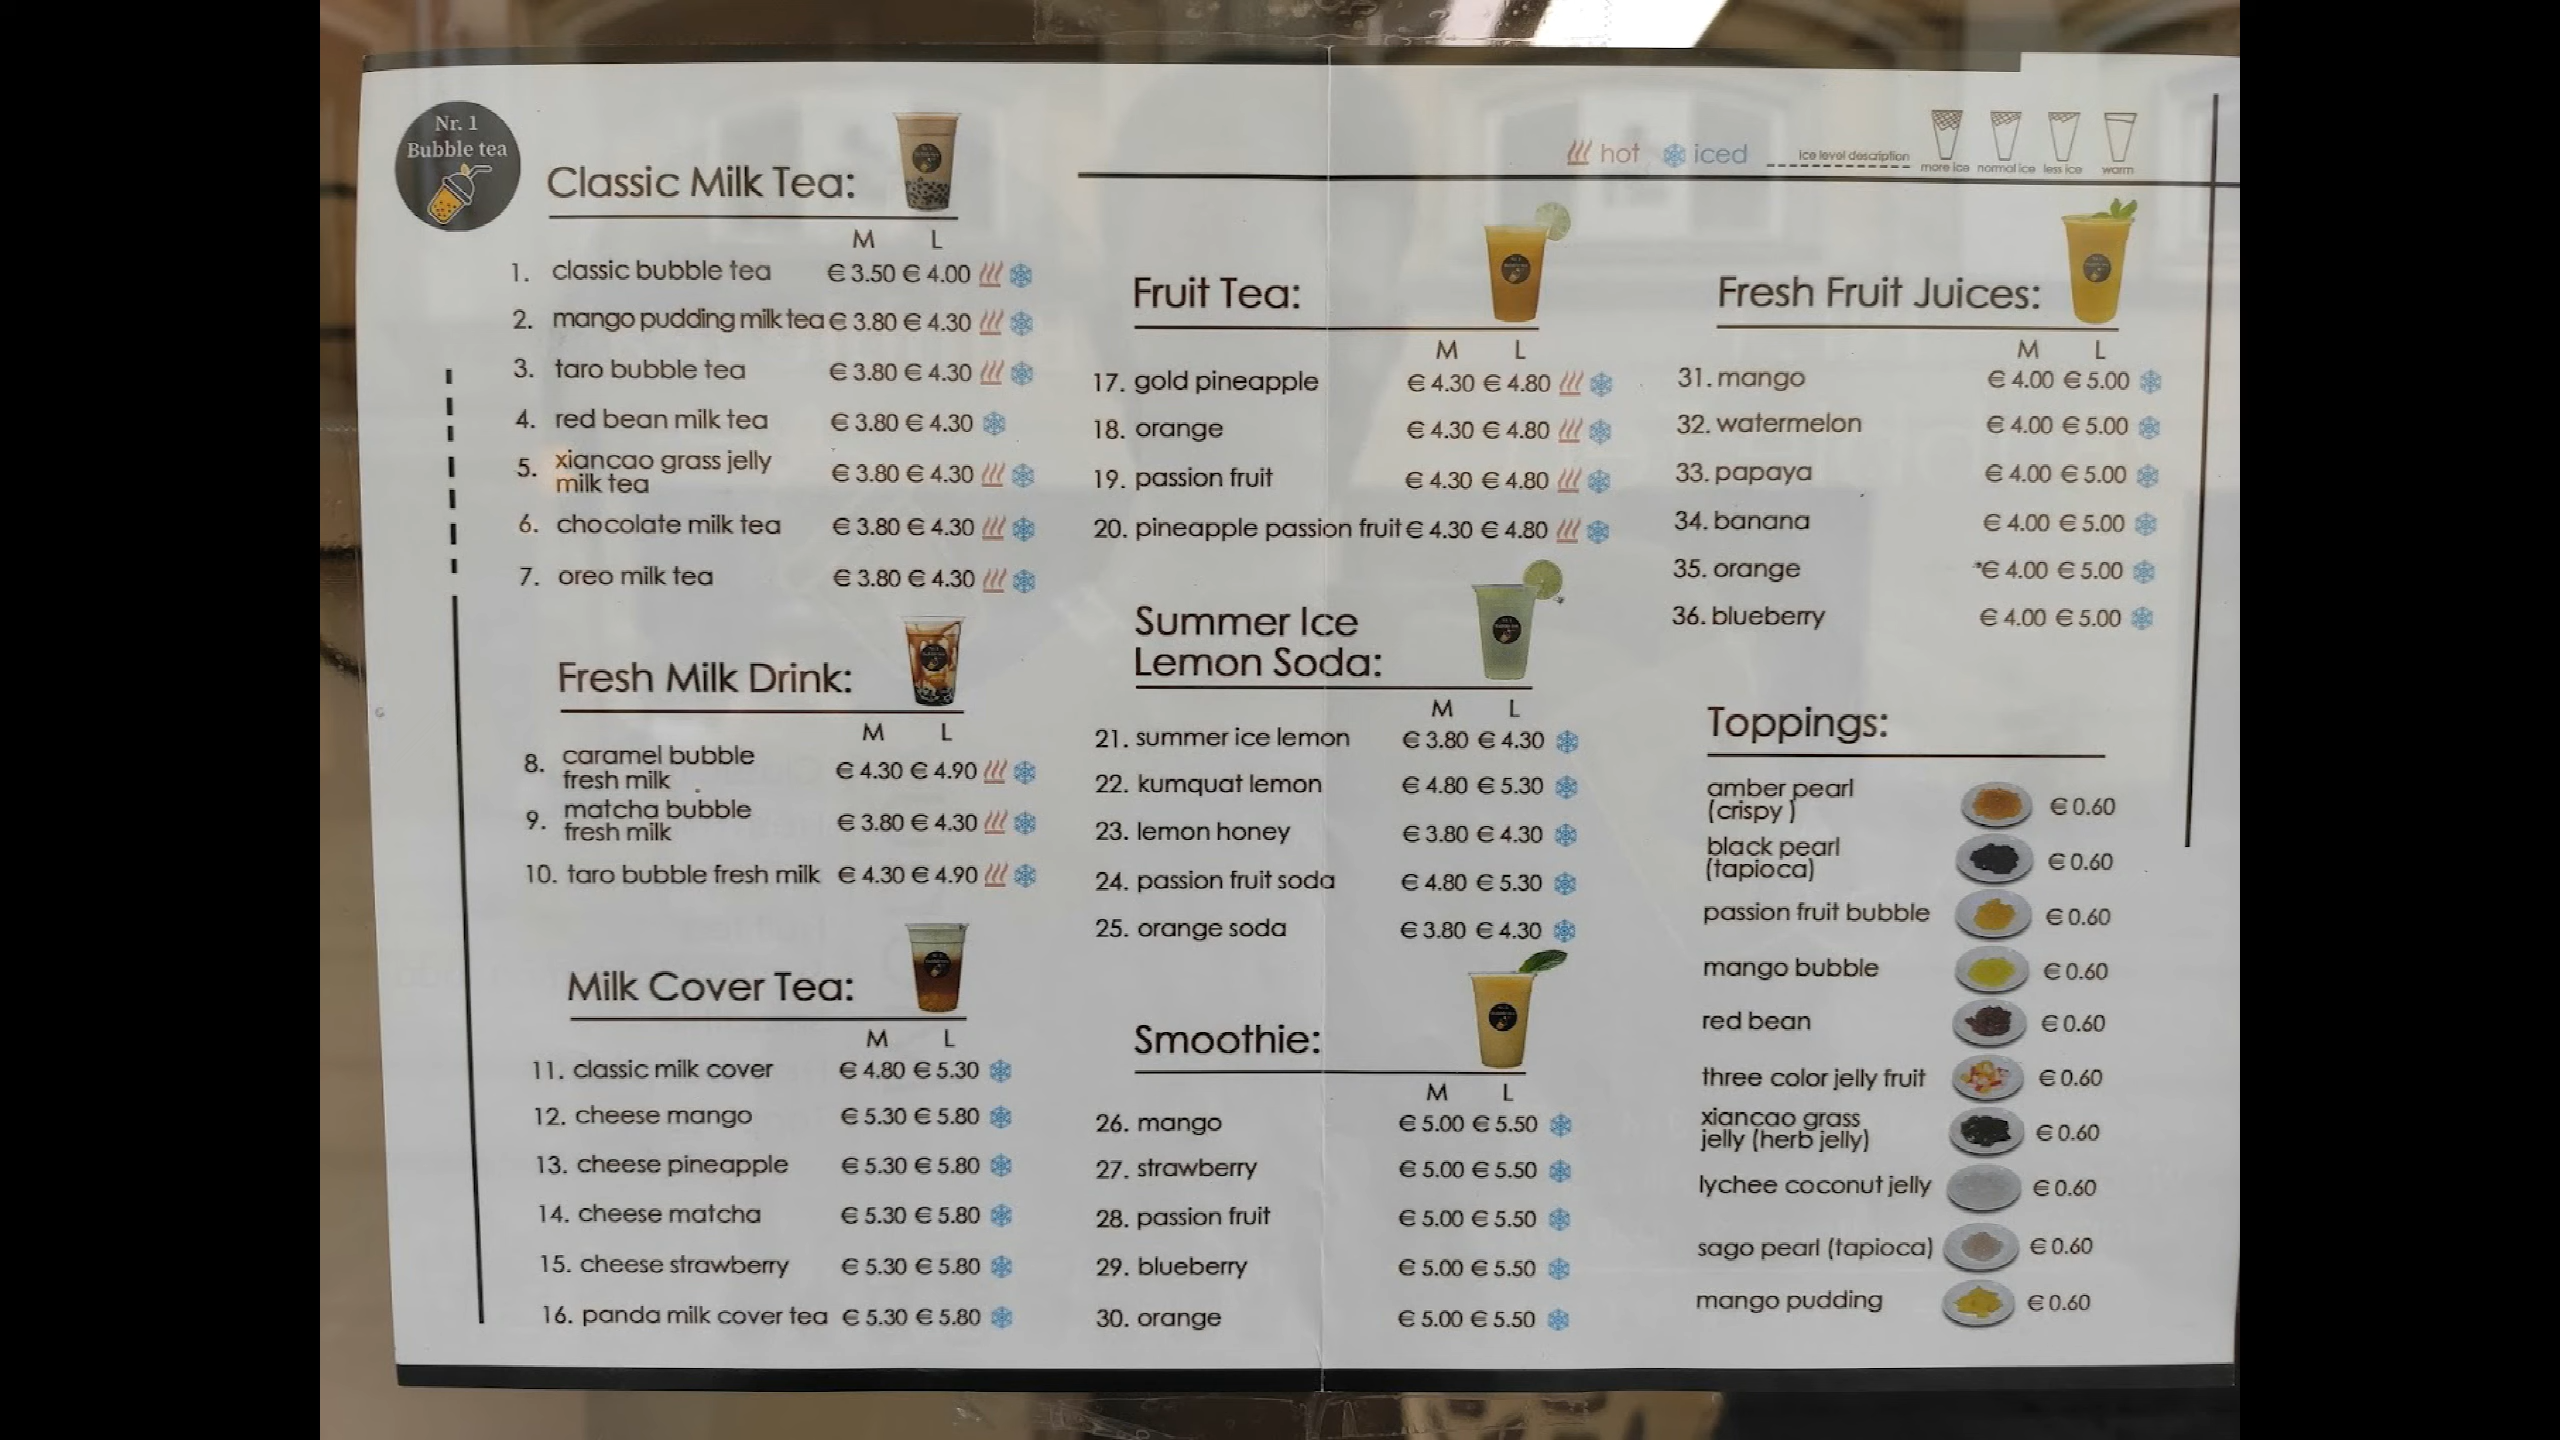 Nr. 1
Bubble tea
Classic Milk Tea:
M L
1. classic bubble tea € 3.50 € 4.00
2. mango pudding milk tea € 3.80 € 4.30
3. taro bubble tea € 3.80 € 4.30
4. red bean milk tea € 3.80 € 4.30
5. xiancao grass jelly
milk tea € 3.80 € 4.30
6. chocolate milk tea € 3.80 € 4.30
7. oreo milk tea € 3.80 € 4.30
Fresh Milk Drink:
M L
8. caramel bubble
fresh milk € 4.30 € 4.90
9. matcha bubble
fresh milk € 3.80 € 4.30
10. taro bubble fresh milk € 4.30 € 4.90
Milk Cover Tea:
M L
11. classic milk cover € 4.80 € 5.30
12. cheese mango € 5.30 € 5.80
13. cheese pineapple € 5.30 € 5.80
14. cheese matcha € 5.30 € 5.80
15. cheese strawberry € 5.30 € 5.80
16. panda milk cover tea € 5.30 € 5.80
hot iced Ice level description more ice normal ice less ice warm
Fruit Tea:
M L
17. gold pineapple € 4.30 € 4.80
18. orange € 4.30 € 4.80
19. passion fruit € 4.30 € 4.80
20. pineapple passion fruit € 4.30 € 4.80
Summer Ice
Lemon Soda:
M L
21. summer ice lemon € 3.80 € 4.30
22. kumquat lemon € 4.80 € 5.30
23. lemon honey € 3.80 € 4.30
24. passion fruit soda € 4.80 € 5.30
25. orange soda € 3.80 € 4.30
Smoothie:
M L
26. mango € 5.00 € 5.50
27. strawberry € 5.00 € 5.50
28. passion fruit € 5.00 € 5.50
29. blueberry € 5.00 € 5.50
30. orange € 5.00 € 5.50
Fresh Fruit Juices:
M L
31. mango € 4.00 € 5.00
32. watermelon € 4.00 € 5.00
33. papaya € 4.00 € 5.00
34. banana € 4.00 € 5.00
35. orange € 4.00 € 5.00
36. blueberry € 4.00 € 5.00
Toppings:
amber pearl
(crispy ) € 0.60
black pearl
(tapioca) € 0.60
passion fruit bubble € 0.60
mango bubble € 0.60
red bean € 0.60
three color jelly fruit € 0.60
xiancao grass
jelly (herb jelly) € 0.60
lychee coconut jelly € 0.60
sago pearl (tapioca) € 0.60
mango pudding € 0.60